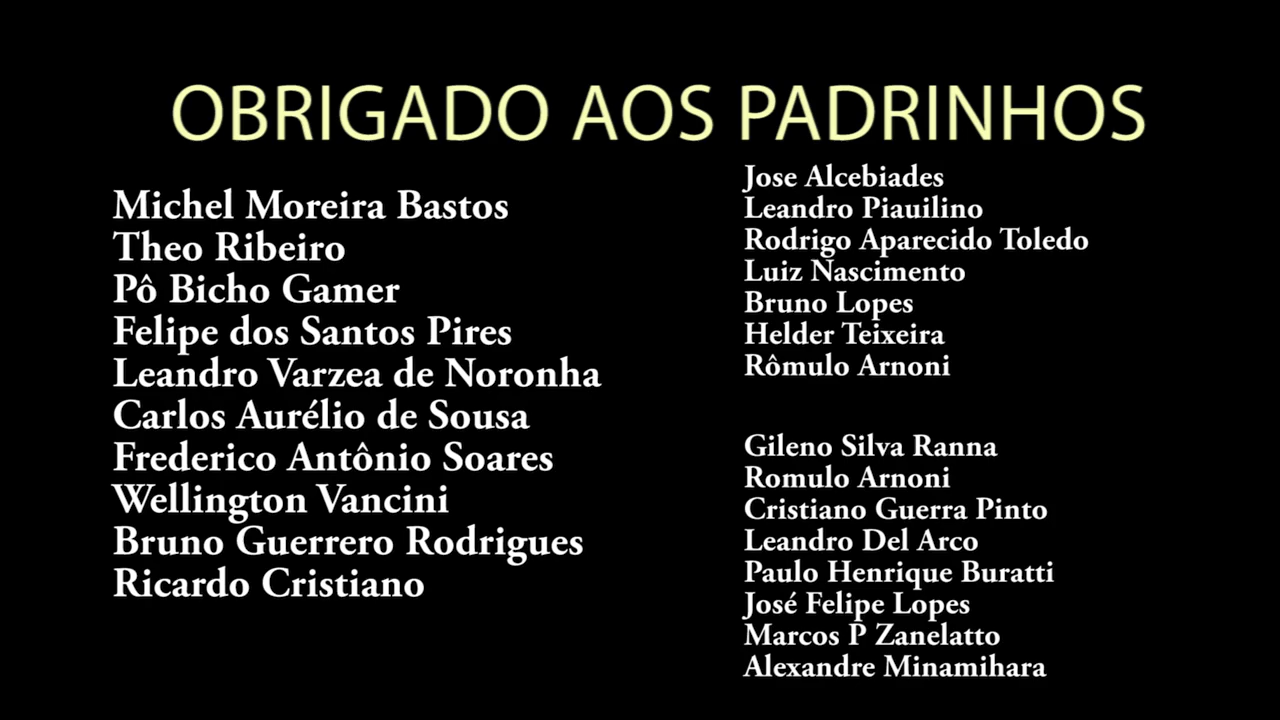 OBRIGADO AOS PADRINHOS
Michel Moreira Bastos
Theo Ribeiro
Pô Bicho Gamer
Felipe dos Santos Pires
Leandro Varzea de Noronha
Carlos Aurélio de Sousa
Frederico Antônio Soares
Wellington Vancini
Bruno Guerrero Rodrigues
Ricardo Cristiano
Jose Alcebiades
Leandro Piauilino
Rodrigo Aparecido Toledo
Luiz Nascimento
Bruno Lopes
Helder Teixeira
Rômulo Arnoni
Gileno Silva Ranna
Romulo Arnoni
Cristiano Guerra Pinto
Leandro Del Arco
Paulo Henrique Buratti
José Felipe Lopes
Marcos P Zanelatto
Alexandre Minamihara